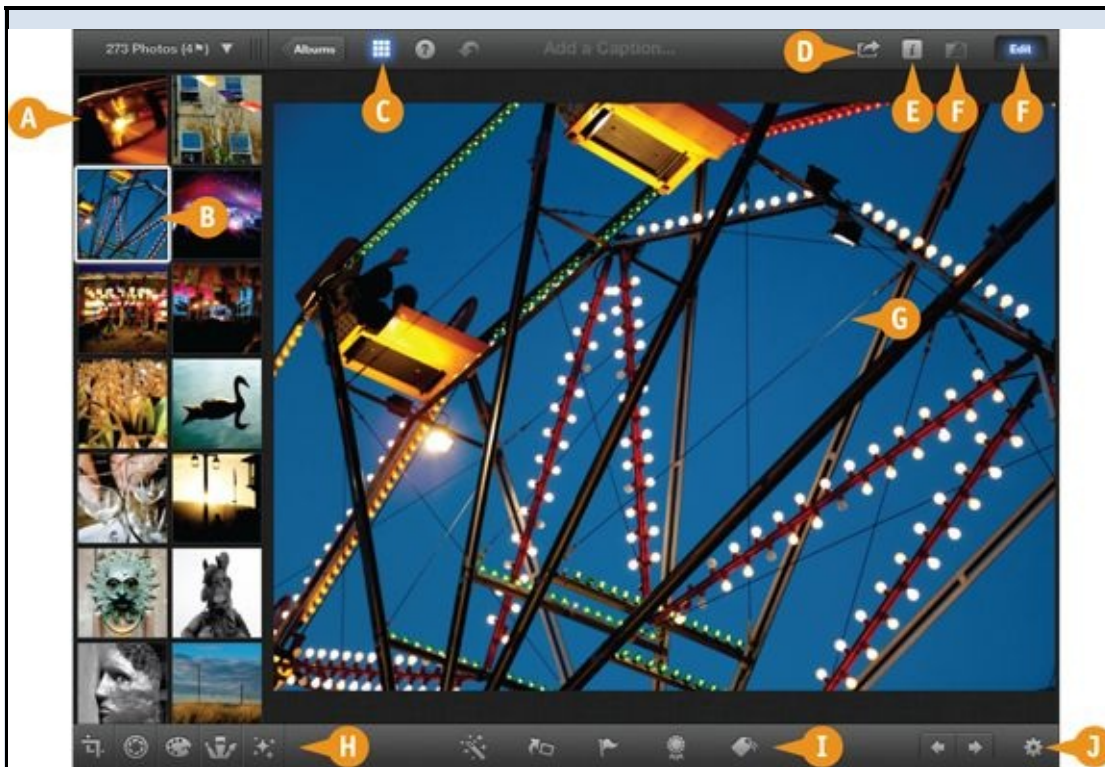 273 Photos (4⚑) ▼
Albums
?
Add a Caption...
f
Edit
A
B
C
D
E
F
F
G
H
I
J